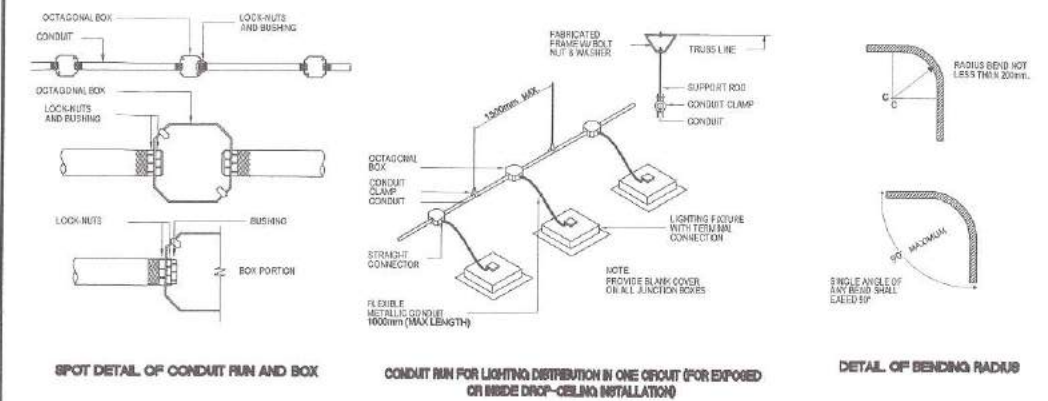 OCTAGONAL BOX
LOCK-NUTS
AND BUSHING
CONDUIT
OCTAGONAL BOX
LOCK-NUTS
AND BUSHING
LOCK-NUTS
BUSHING
BOX PORTION
SPOT DETAIL OF CONDUIT RUN AND BOX
FABRICATED
FRAME W/ BOLT
NUT & WASHER
TRUSS LINE
SUPPORT ROD
CONDUIT CLAMP
CONDUIT
1500mm MAX.
OCTAGONAL
BOX
CONDUIT
CLAMP
CONDUIT
STRAIGHT
CONNECTOR
LIGHTING FIXTURE
WITH TERMINAL
CONNECTION
NOTE
PROVIDE BLANK COVER
ON ALL JUNCTION BOXES
FLEXIBLE
METALLIC CONDUIT
1000mm (MAX LENGTH)
CONDUIT RUN FOR LIGHTING DISTRIBUTION IN ONE CIRCUIT (FOR EXPOSED
OR INSIDE DROP-CEILING INSTALLATION)
RADIUS BEND NOT
LESS THAN 200mm.
C
C
90° MAXIMUM
SINGLE ANGLE OF
ANY BEND SHALL
EXEED 90°
DETAIL OF BENDING RADIUS